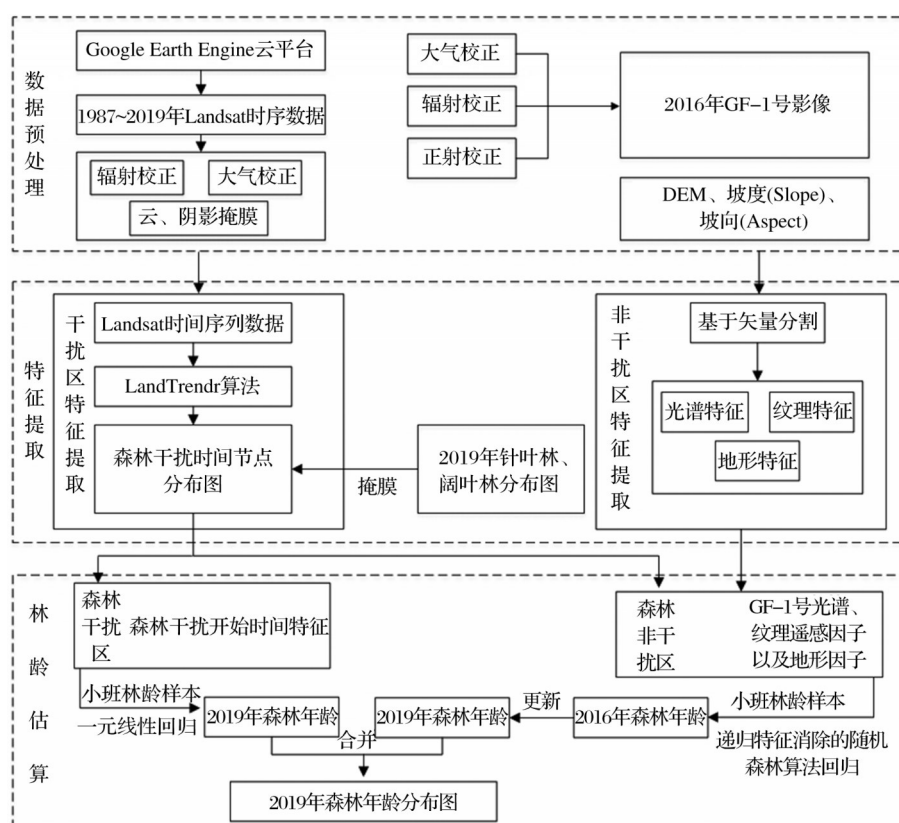 数据预处理
Google Earth Engine云平台
1987~2019年Landsat时序数据
辐射校正
大气校正
云、阴影掩膜
大气校正
辐射校正
正射校正
2016年GF-1号影像
DEM、坡度(Slope)、
坡向(Aspect)
特征提取
干扰区特征提取
Landsat时间序列数据
LandTrendr算法
森林干扰时间节点
分布图
掩膜
2019年针叶林、
阔叶林分布图
非干扰区特征提取
基于矢量分割
光谱特征
纹理特征
地形特征
林龄估算
森林
干扰
区
森林干扰开始时间特征
森林
非干
扰区
GF-1号光谱、
纹理遥感因子
以及地形因子
小班林龄样本
一元线性回归
2019年森林年龄
2019年森林年龄
更新
2016年森林年龄
小班林龄样本
递归特征消除的随机
森林算法回归
合并
2019年森林年龄分布图